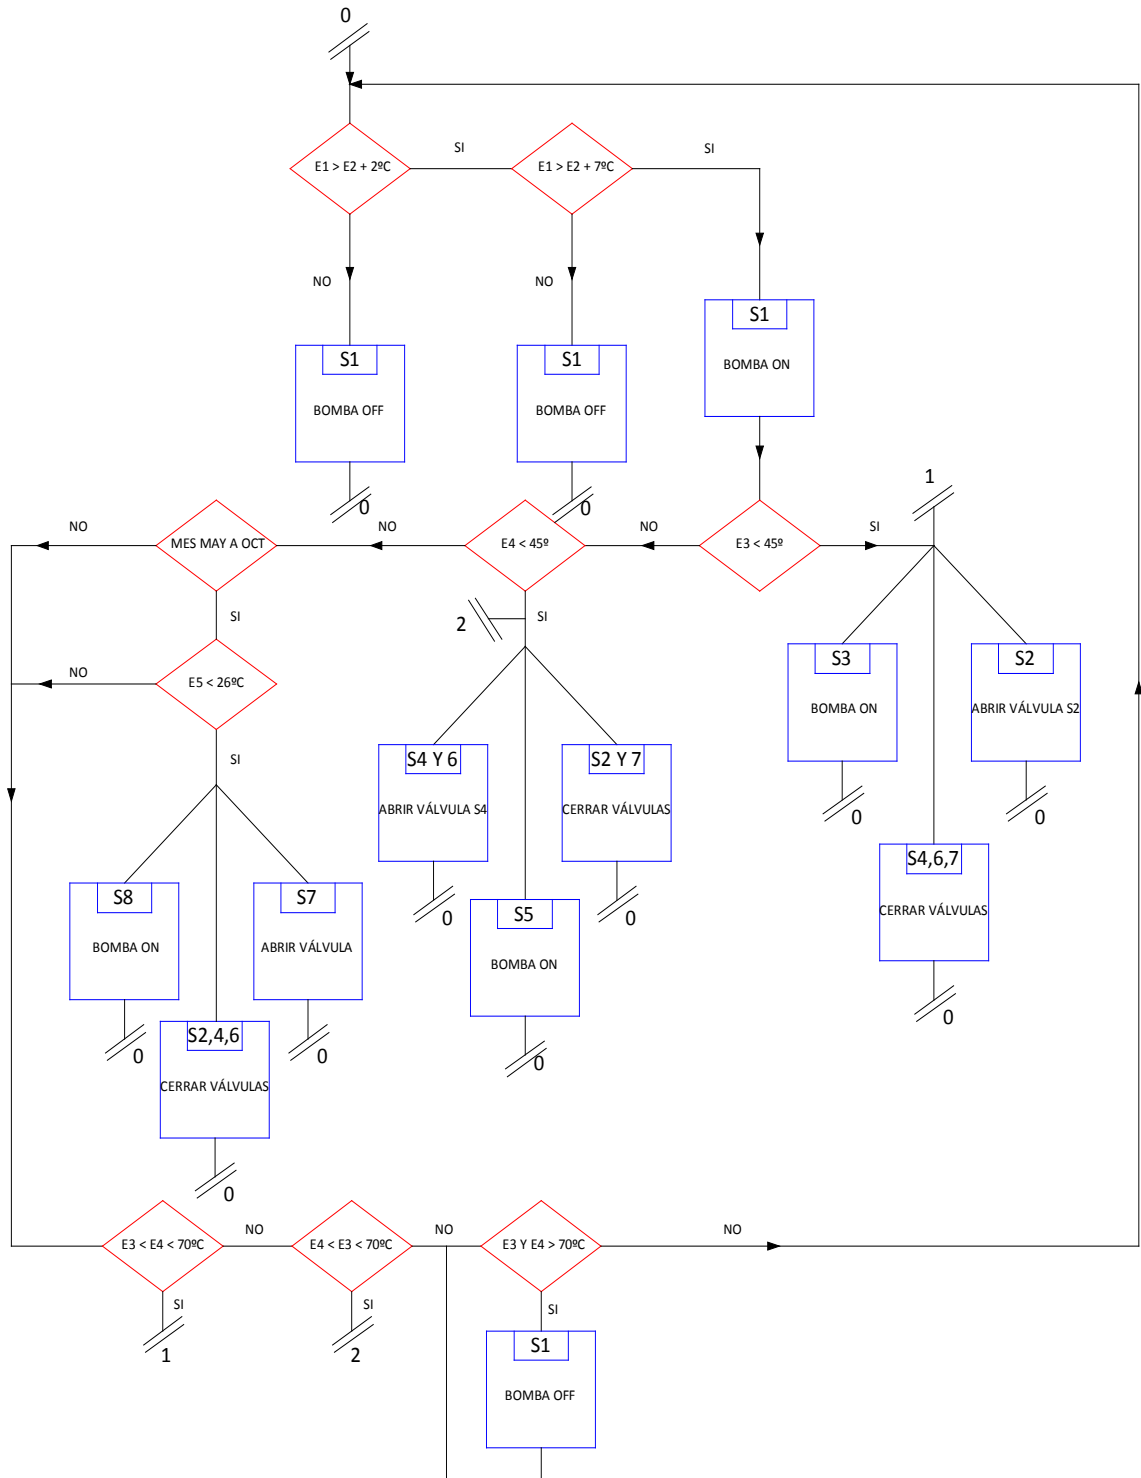 0
E1 > E2 + 2ºC
SI
E1 > E2 + 7ºC
SI
NO
NO
S1
BOMBA ON
S1
BOMBA OFF
S1
BOMBA OFF
0
0
1
NO
MES MAY A OCT
NO
E4 < 45º
NO
E3 < 45º
SI
SI
2
SI
NO
E5 < 26ºC
S3
BOMBA ON
S2
ABRIR VÁLVULA S2
SI
S4 Y 6
ABRIR VÁLVULA S4
S2 Y 7
CERRAR VÁLVULAS
0
0
S4,6,7
CERRAR VÁLVULAS
S8
BOMBA ON
S7
ABRIR VÁLVULA
0
S5
BOMBA ON
0
0
0
S2,4,6
CERRAR VÁLVULAS
0
0
0
E3 < E4 < 70ºC
NO
E4 < E3 < 70ºC
NO
E3 Y E4 > 70ºC
NO
SI
SI
SI
1
2
S1
BOMBA OFF